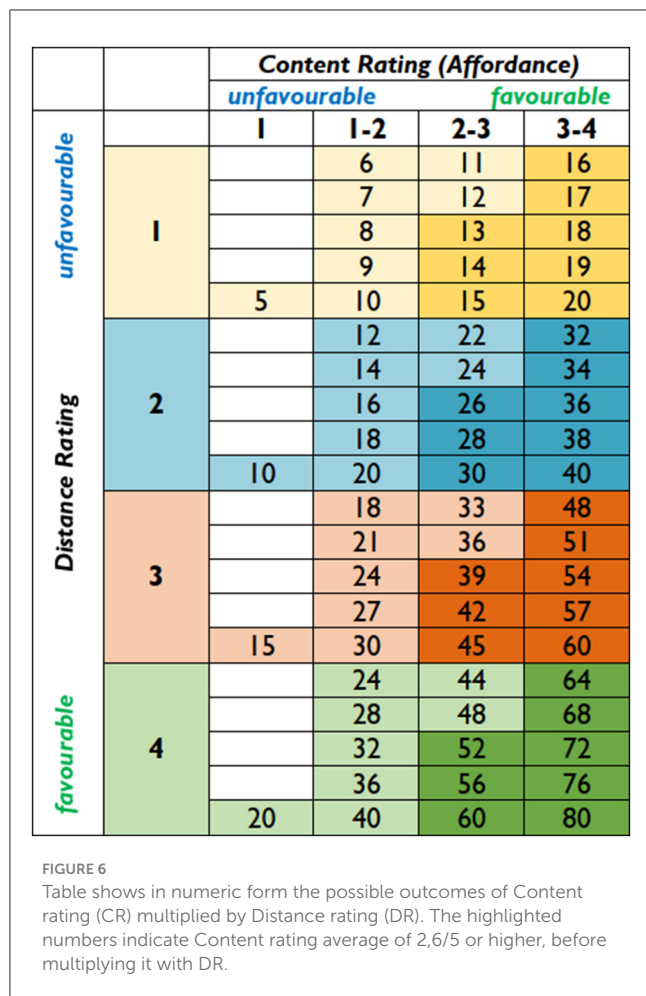 Content Rating (Affordance)
unfavourable favourable
1 1-2 2-3 3-4
unfavourable
Distance Rating
favourable
1
6 11 16
7 12 17
8 13 18
9 14 19
5 10 15 20
2
12 22 32
14 24 34
16 26 36
18 28 38
10 20 30 40
3
18 33 48
21 36 51
24 39 54
27 42 57
15 30 45 60
4
24 44 64
28 48 68
32 52 72
36 56 76
20 40 60 80
FIGURE 6
Table shows in numeric form the possible outcomes of Content
rating (CR) multiplied by Distance rating (DR). The highlighted
numbers indicate Content rating average of 2,6/5 or higher, before
multiplying it with DR.